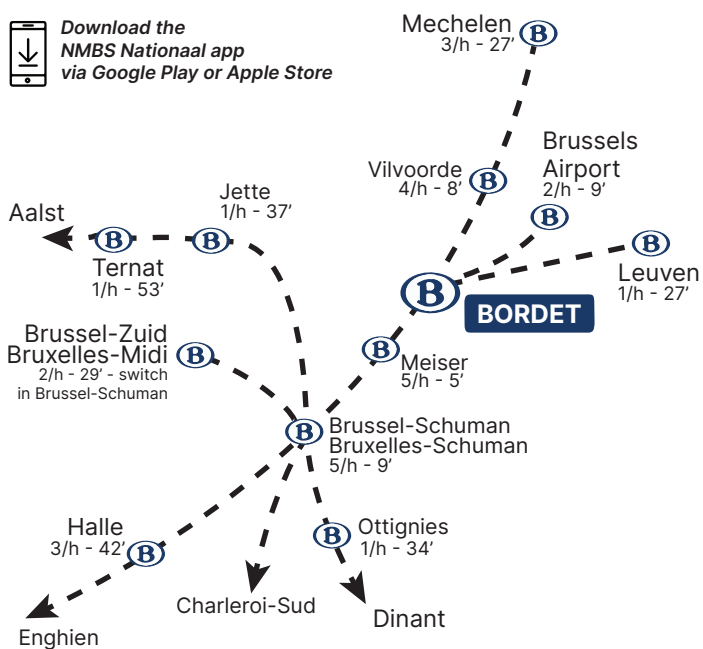 Download the
NMBS Nationaal app
via Google Play or Apple Store
Mechelen
3/h - 27’
Brussels
Airport
2/h - 9’
Vilvoorde
4/h - 8’
B
B
B
Jette
1/h - 37’
Aalst
B
B
Ternat
1/h - 53’
B
Leuven
1/h - 27’
B
BORDET
Brussel-Zuid
Bruxelles-Midi
2/h - 29’ - switch
in Brussel-Schuman
B
B
Meiser
5/h - 5’
B
Brussel-Schuman
Bruxelles-Schuman
5/h - 9’
Halle
3/h - 42’
B
B
Ottignies
1/h - 34’
Charleroi-Sud
Dinant
Enghien